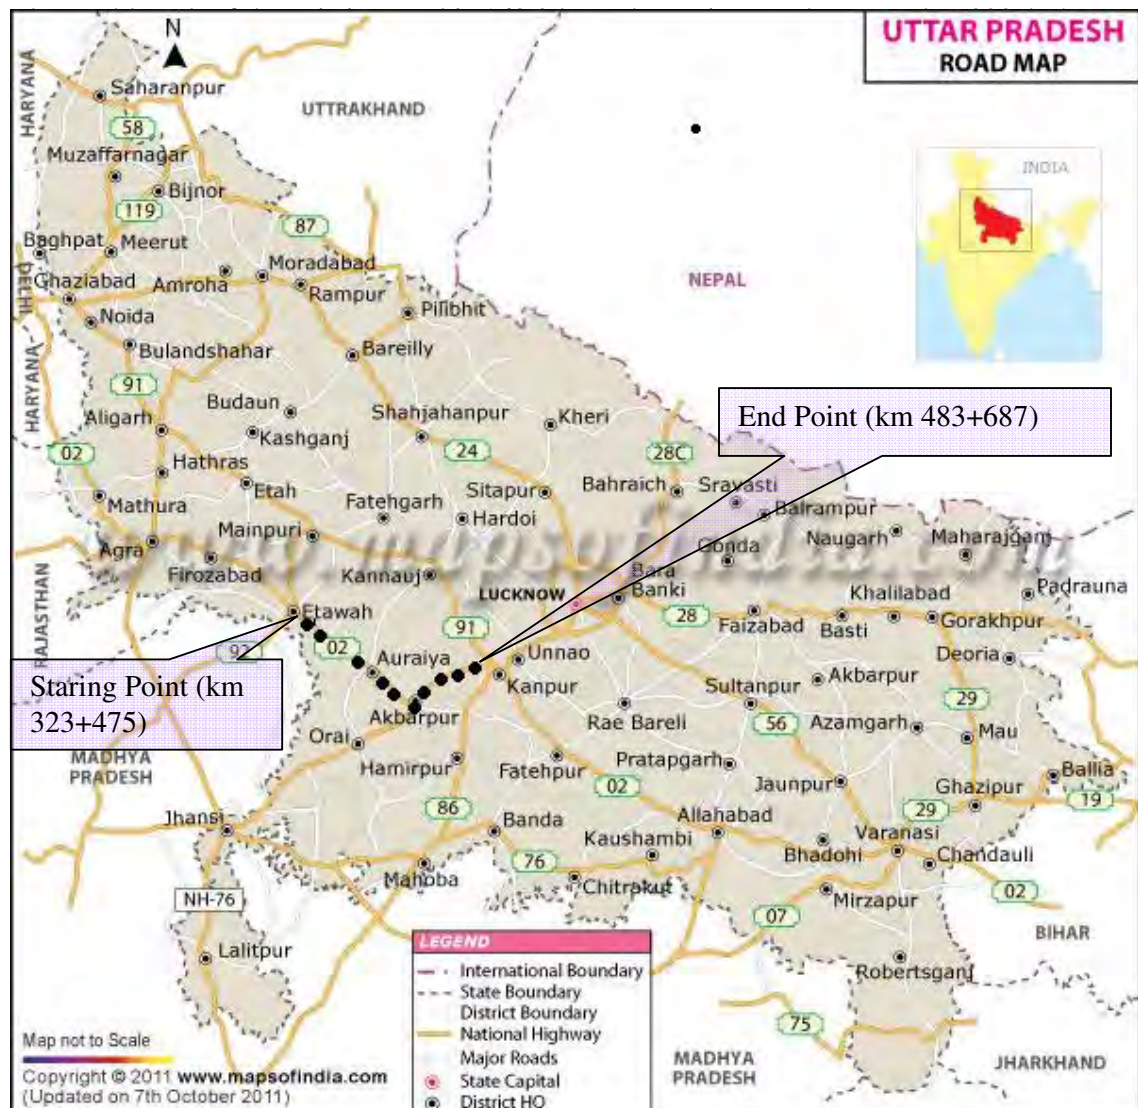 UTTAR PRADESH
ROAD MAP
N
HARYANA
Saharanpur
UTTRAKHAND
58
Muzaffarnagar
Bijnor
119
87
INDIA
Baghpat
Meerut
DELHI
Ghaziabad
Amroha
Moradabad
Rampur
NEPAL
Noida
Pilibhit
Bulandshahar
Bareilly
HARYANA
91
Budaun
Shahjahanpur
Kheri
End Point (km 483+687)
Aligarh
Kashganj
02
24
28C
Hathras
Etah
Sitapur
Bahraich
Sravasti
Mathura
Fatehgarh
Hardoi
Balrampur
Mainpuri
Naugarh
Maharajganj
Agra
www.mapsofindia.com
Gonda
Firozabad
Kannauj
Bara
Banki
Padrauna
RAJASTHAN
LUCKNOW
Khalilabad
Etawah
91
28
Faizabad
Basti
Gorakhpur
92
02
Auraiya
Unnao
Deoria
Staring Point (km
323+475)
Kanpur
Sultanpur
Akbarpur
29
Akbarpur
Rae Bareli
56
Azamgarh
Mau
Orai
MADHYA
PRADESH
Hamirpur
Fatehpur
Pratapgarh
Jaunpur
Ballia
02
Ghazipur
19
86
29
Jhansi
Banda
Allahabad
Kaushambi
Varanasi
76
Bhadohi
Chandauli
Mahoba
Chitrakut
02
NH-76
Mirzapur
07
Lalitpur
BIHAR
Robertsganj
LEGEND
International Boundary
State Boundary
District Boundary
National Highway
Major Roads
State Capital
District HQ
75
MADHYA
PRADESH
JHARKHAND
Map not to Scale
Copyright © 2011 www.mapsofindia.com
(Updated on 7th October 2011)